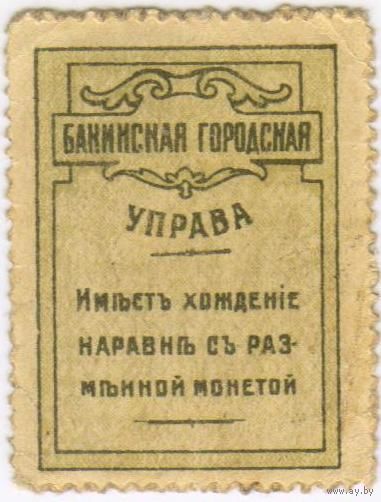 БАКИНСКАЯ ГОРОДСКАЯ
УПРАВА
ИМѢЕТЪ ХОЖДЕНІЕ
НАРАВНѢ СЪ РАЗ-
МѢННОЙ МОНЕТОЙ
www.ay.by